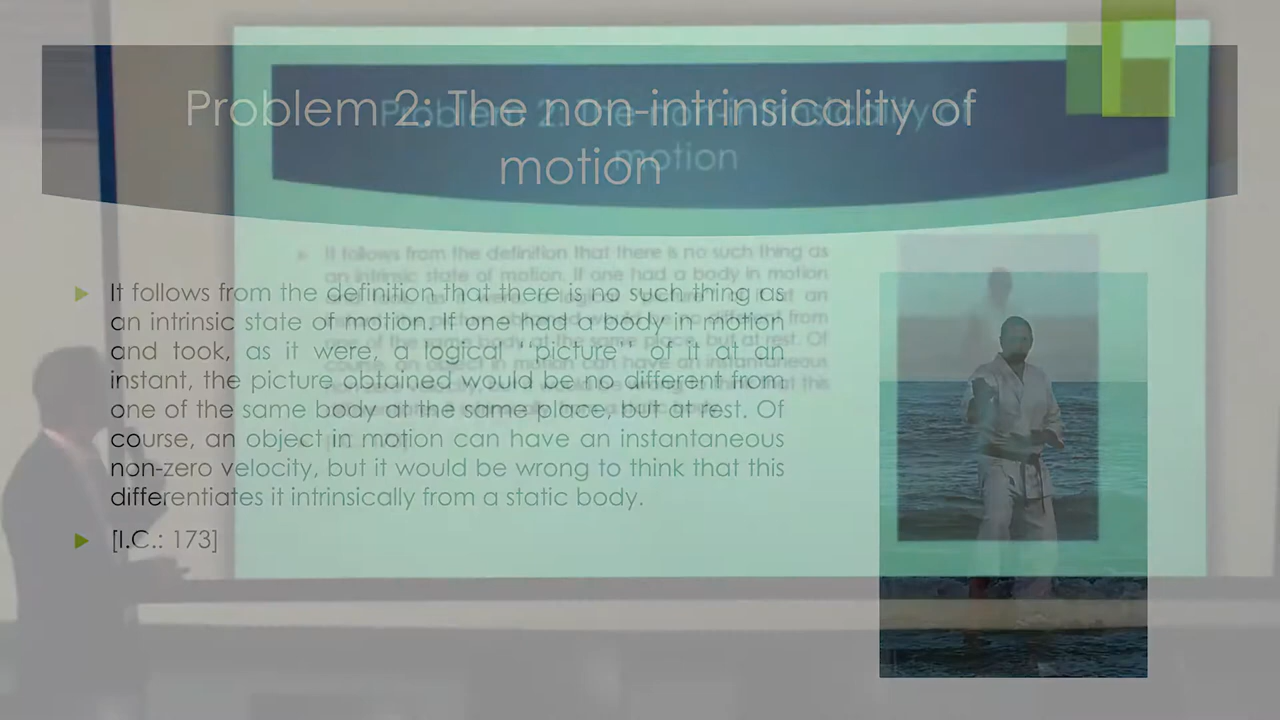 Problem 2: The non-intrinsicality of
motion
It follows from the definition that there is no such thing as
an intrinsic state of motion. If one had a body in motion
and took, as it were, a logical ''picture'' of it at an
instant, the picture obtained would be no different from
one of the same body at the same place, but at rest. Of
course, an object in motion can have an instantaneous
non-zero velocity, but it would be wrong to think that this
differentiates it intrinsically from a static body.
[I.C.: 173]